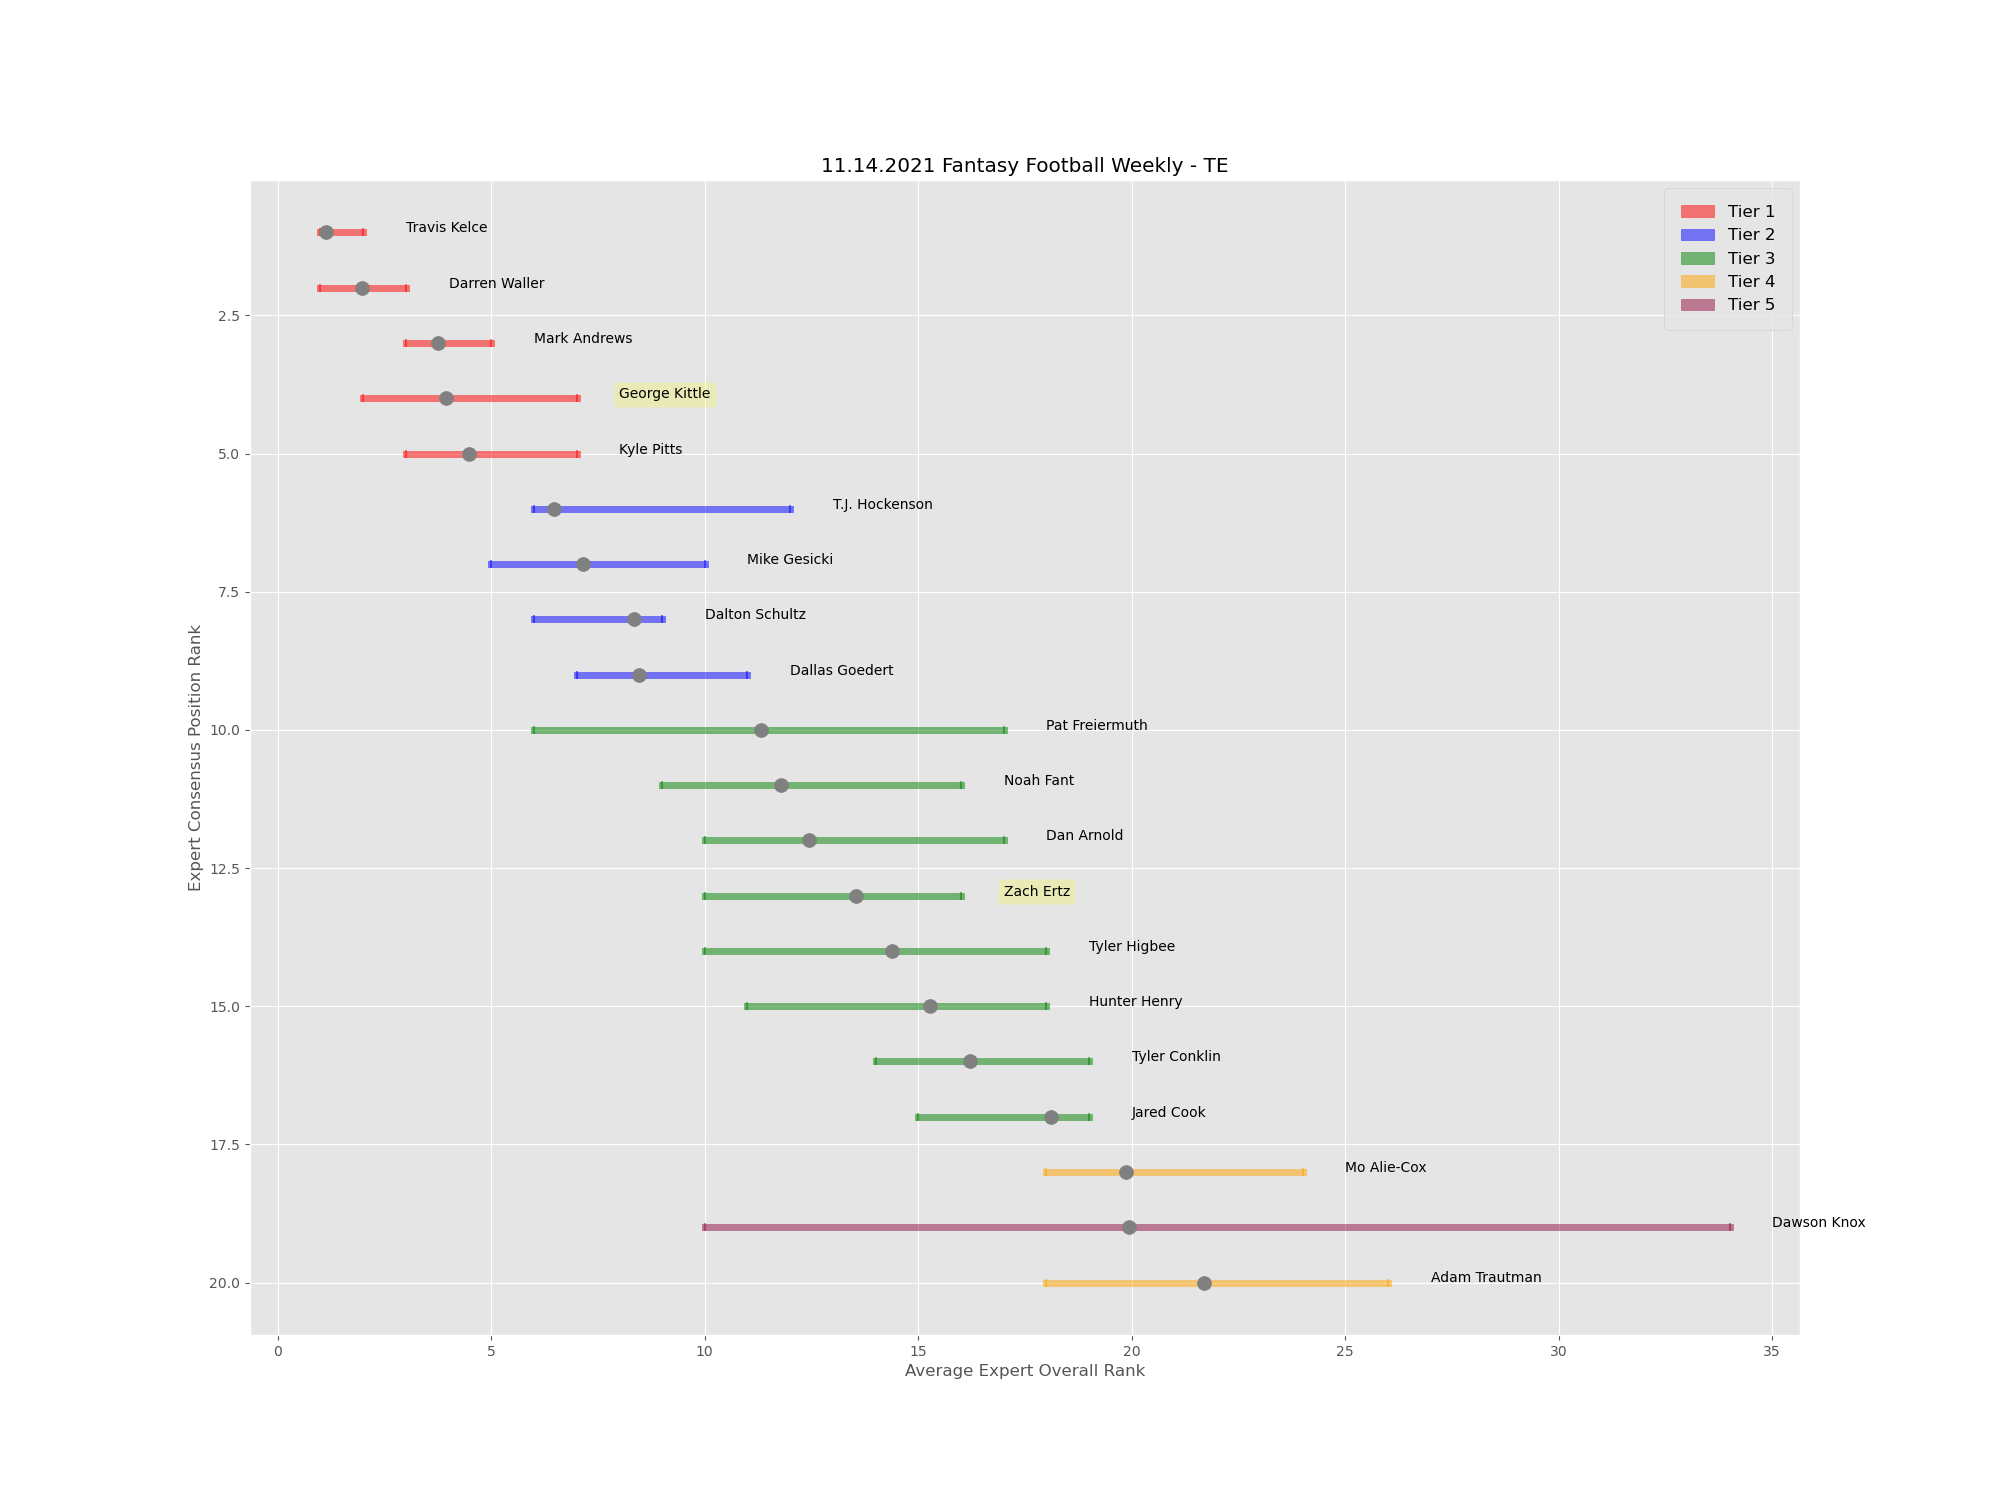 11.14.2021 Fantasy Football Weekly - TE
Tier 1
Tier 2
Tier 3
Tier 4
Tier 5
Travis Kelce
Darren Waller
2.5
Mark Andrews
George Kittle
5.0
Kyle Pitts
T.J. Hockenson
Mike Gesicki
7.5
Dalton Schultz
Dallas Goedert
Expert Consensus Position Rank
10.0
Pat Freiermuth
Noah Fant
Dan Arnold
12.5
Zach Ertz
Tyler Higbee
15.0
Hunter Henry
Tyler Conklin
Jared Cook
17.5
Mo Alie-Cox
Dawson Knox
20.0
Adam Trautman
0 5 10 15 20 25 30 35
Average Expert Overall Rank